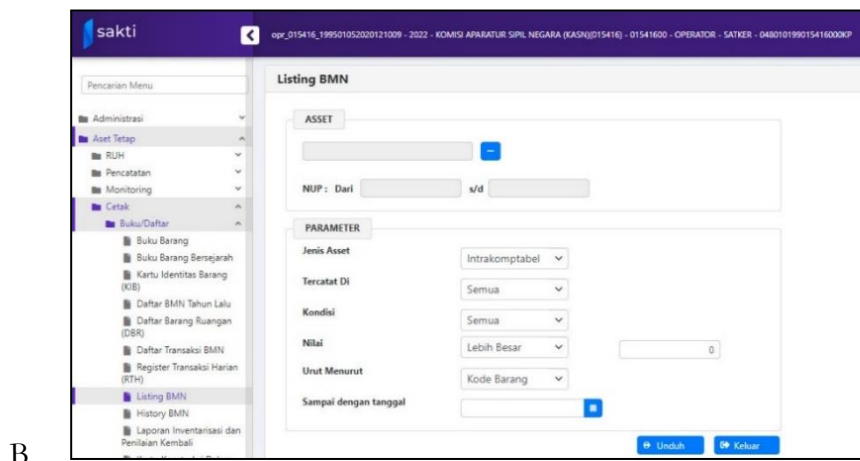 sakti
opr_015416_199501052020121009 - 2022 - KOMISI APARATUR SIPIL NEGARA (KASN)(015416) - 01541600 - OPERATOR - SATKER - 048010199015416000KP
Pencarian Menu
Administrasi
Aset Tetap
RUH
Pencatatan
Monitoring
Cetak
Buku/Daftar
Buku Barang
Buku Barang Bersejarah
Kartu Identitas Barang
(KIB)
Daftar BMN Tahun Lalu
Daftar Barang Ruangan
(DBR)
Daftar Transaksi BMN
Register Transaksi Harian
(RTH)
Listing BMN
History BMN
Laporan Inventarisasi dan
Penilaian Kembali
Listing BMN
ASSET
NUP : Dari s/d
PARAMETER
Jenis Asset Intrakomptabel
Tercatat Di Semua
Kondisi Semua
Nilai Lebih Besar 0
Urut Menurut Kode Barang
Sampai dengan tanggal
Unduh Keluar
B